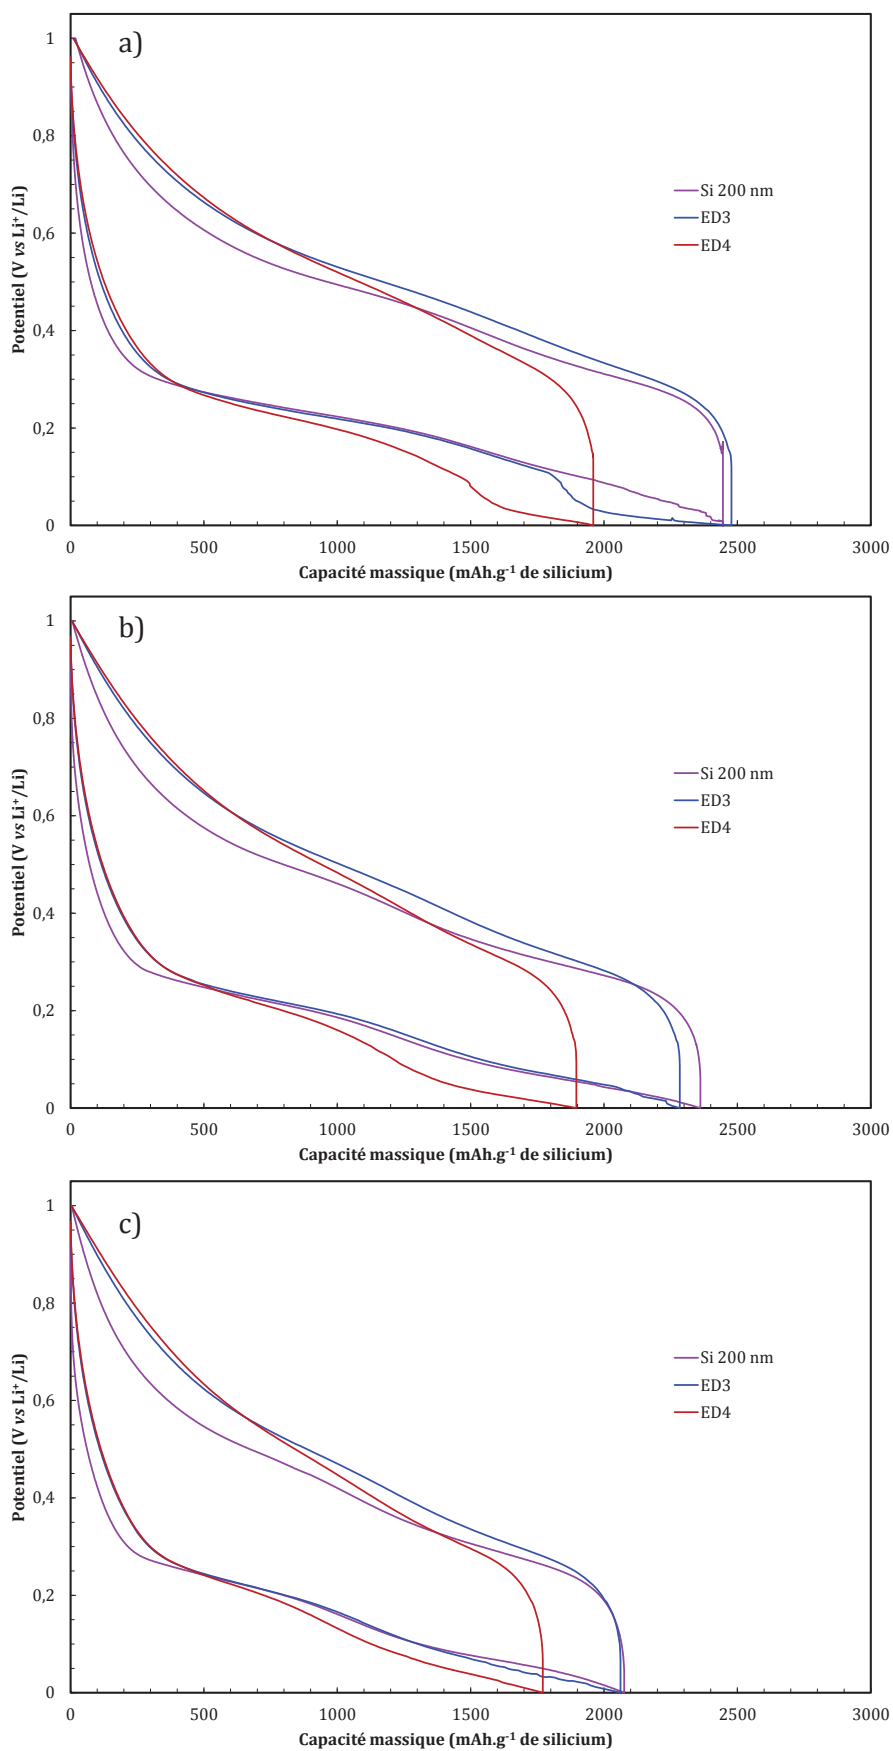 a)
1
0,8
0,6
0,4
0,2
0
Potentiel (V vs Li⁺/Li)
Si 200 nm
ED3
ED4
0 500 1000 1500 2000 2500 3000
Capacité massique (mAh.g⁻¹ de silicium)
b)
1
0,8
0,6
0,4
0,2
0
Potentiel (V vs Li⁺/Li)
Si 200 nm
ED3
ED4
0 500 1000 1500 2000 2500 3000
Capacité massique (mAh.g⁻¹ de silicium)
c)
1
0,8
0,6
0,4
0,2
0
Potentiel (V vs Li⁺/Li)
Si 200 nm
ED3
ED4
0 500 1000 1500 2000 2500 3000
Capacité massique (mAh.g⁻¹ de silicium)